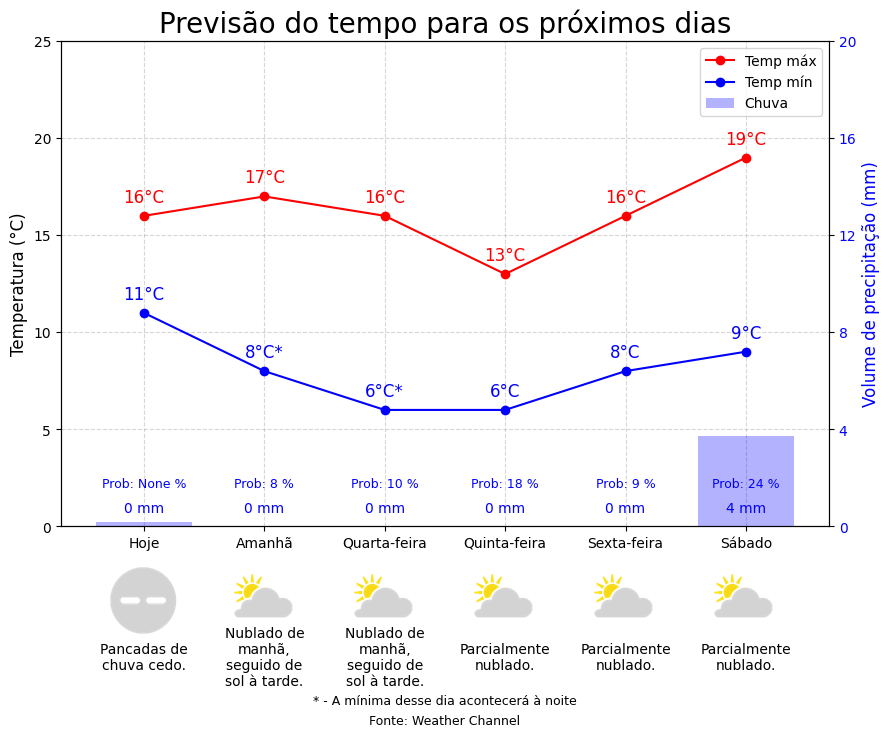 Previsão do tempo para os próximos dias
25
20
15
10
5
0
Temperatura (°C)
20
16
12
8
4
0
Volume de precipitação (mm)
Temp máx
Temp mín
Chuva
16°C
17°C
16°C
13°C
16°C
19°C
11°C
8°C*
6°C*
6°C
8°C
9°C
Prob: None %
Prob: 8 %
Prob: 10 %
Prob: 18 %
Prob: 9 %
Prob: 24 %
0 mm
0 mm
0 mm
0 mm
0 mm
4 mm
Hoje
Amanhã
Quarta-feira
Quinta-feira
Sexta-feira
Sábado
Pancadas de
chuva cedo.
Nublado de
manhã,
seguido de
sol à tarde.
Nublado de
manhã,
seguido de
sol à tarde.
Parcialmente
nublado.
Parcialmente
nublado.
Parcialmente
nublado.
* - A mínima desse dia acontecerá à noite
Fonte: Weather Channel